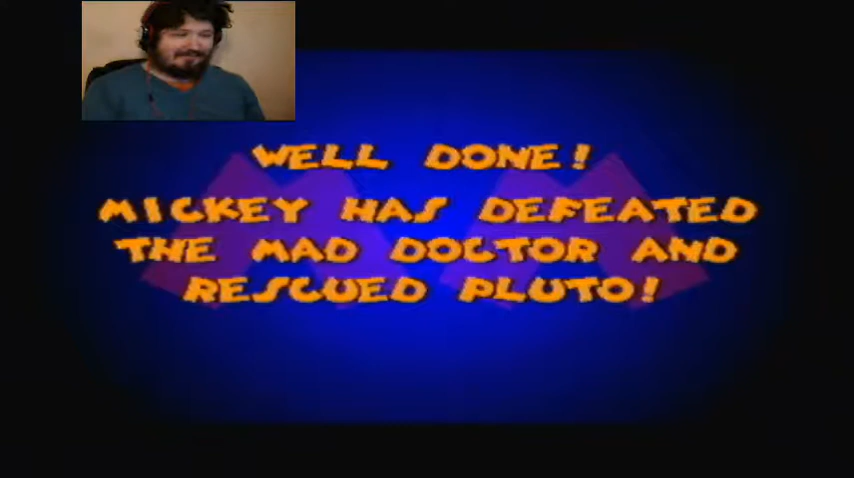 WELL DONE!
MICKEY HAS DEFEATED
THE MAD DOCTOR AND
RESCUED PLUTO!